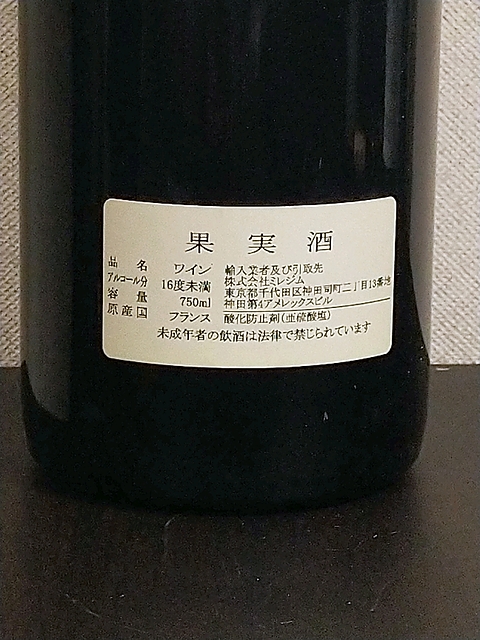 果実酒
品名 ワイン 輸入業者及び引取先
アルコール分 16度未満 株式会社ミレジム
容量 750ml 東京都千代田区神田司町二丁目13番地
神田第4アメレックスビル
原産国 フランス 酸化防止剤(亜硫酸塩)
未成年者の飲酒は法律で禁じられています